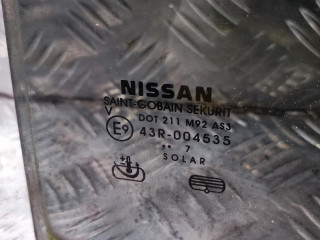 NISSAN
SAINT-GOBAIN SEKURIT
V DOT 211 M92 AS3
E9 43R-004535
•• 7
SOLAR